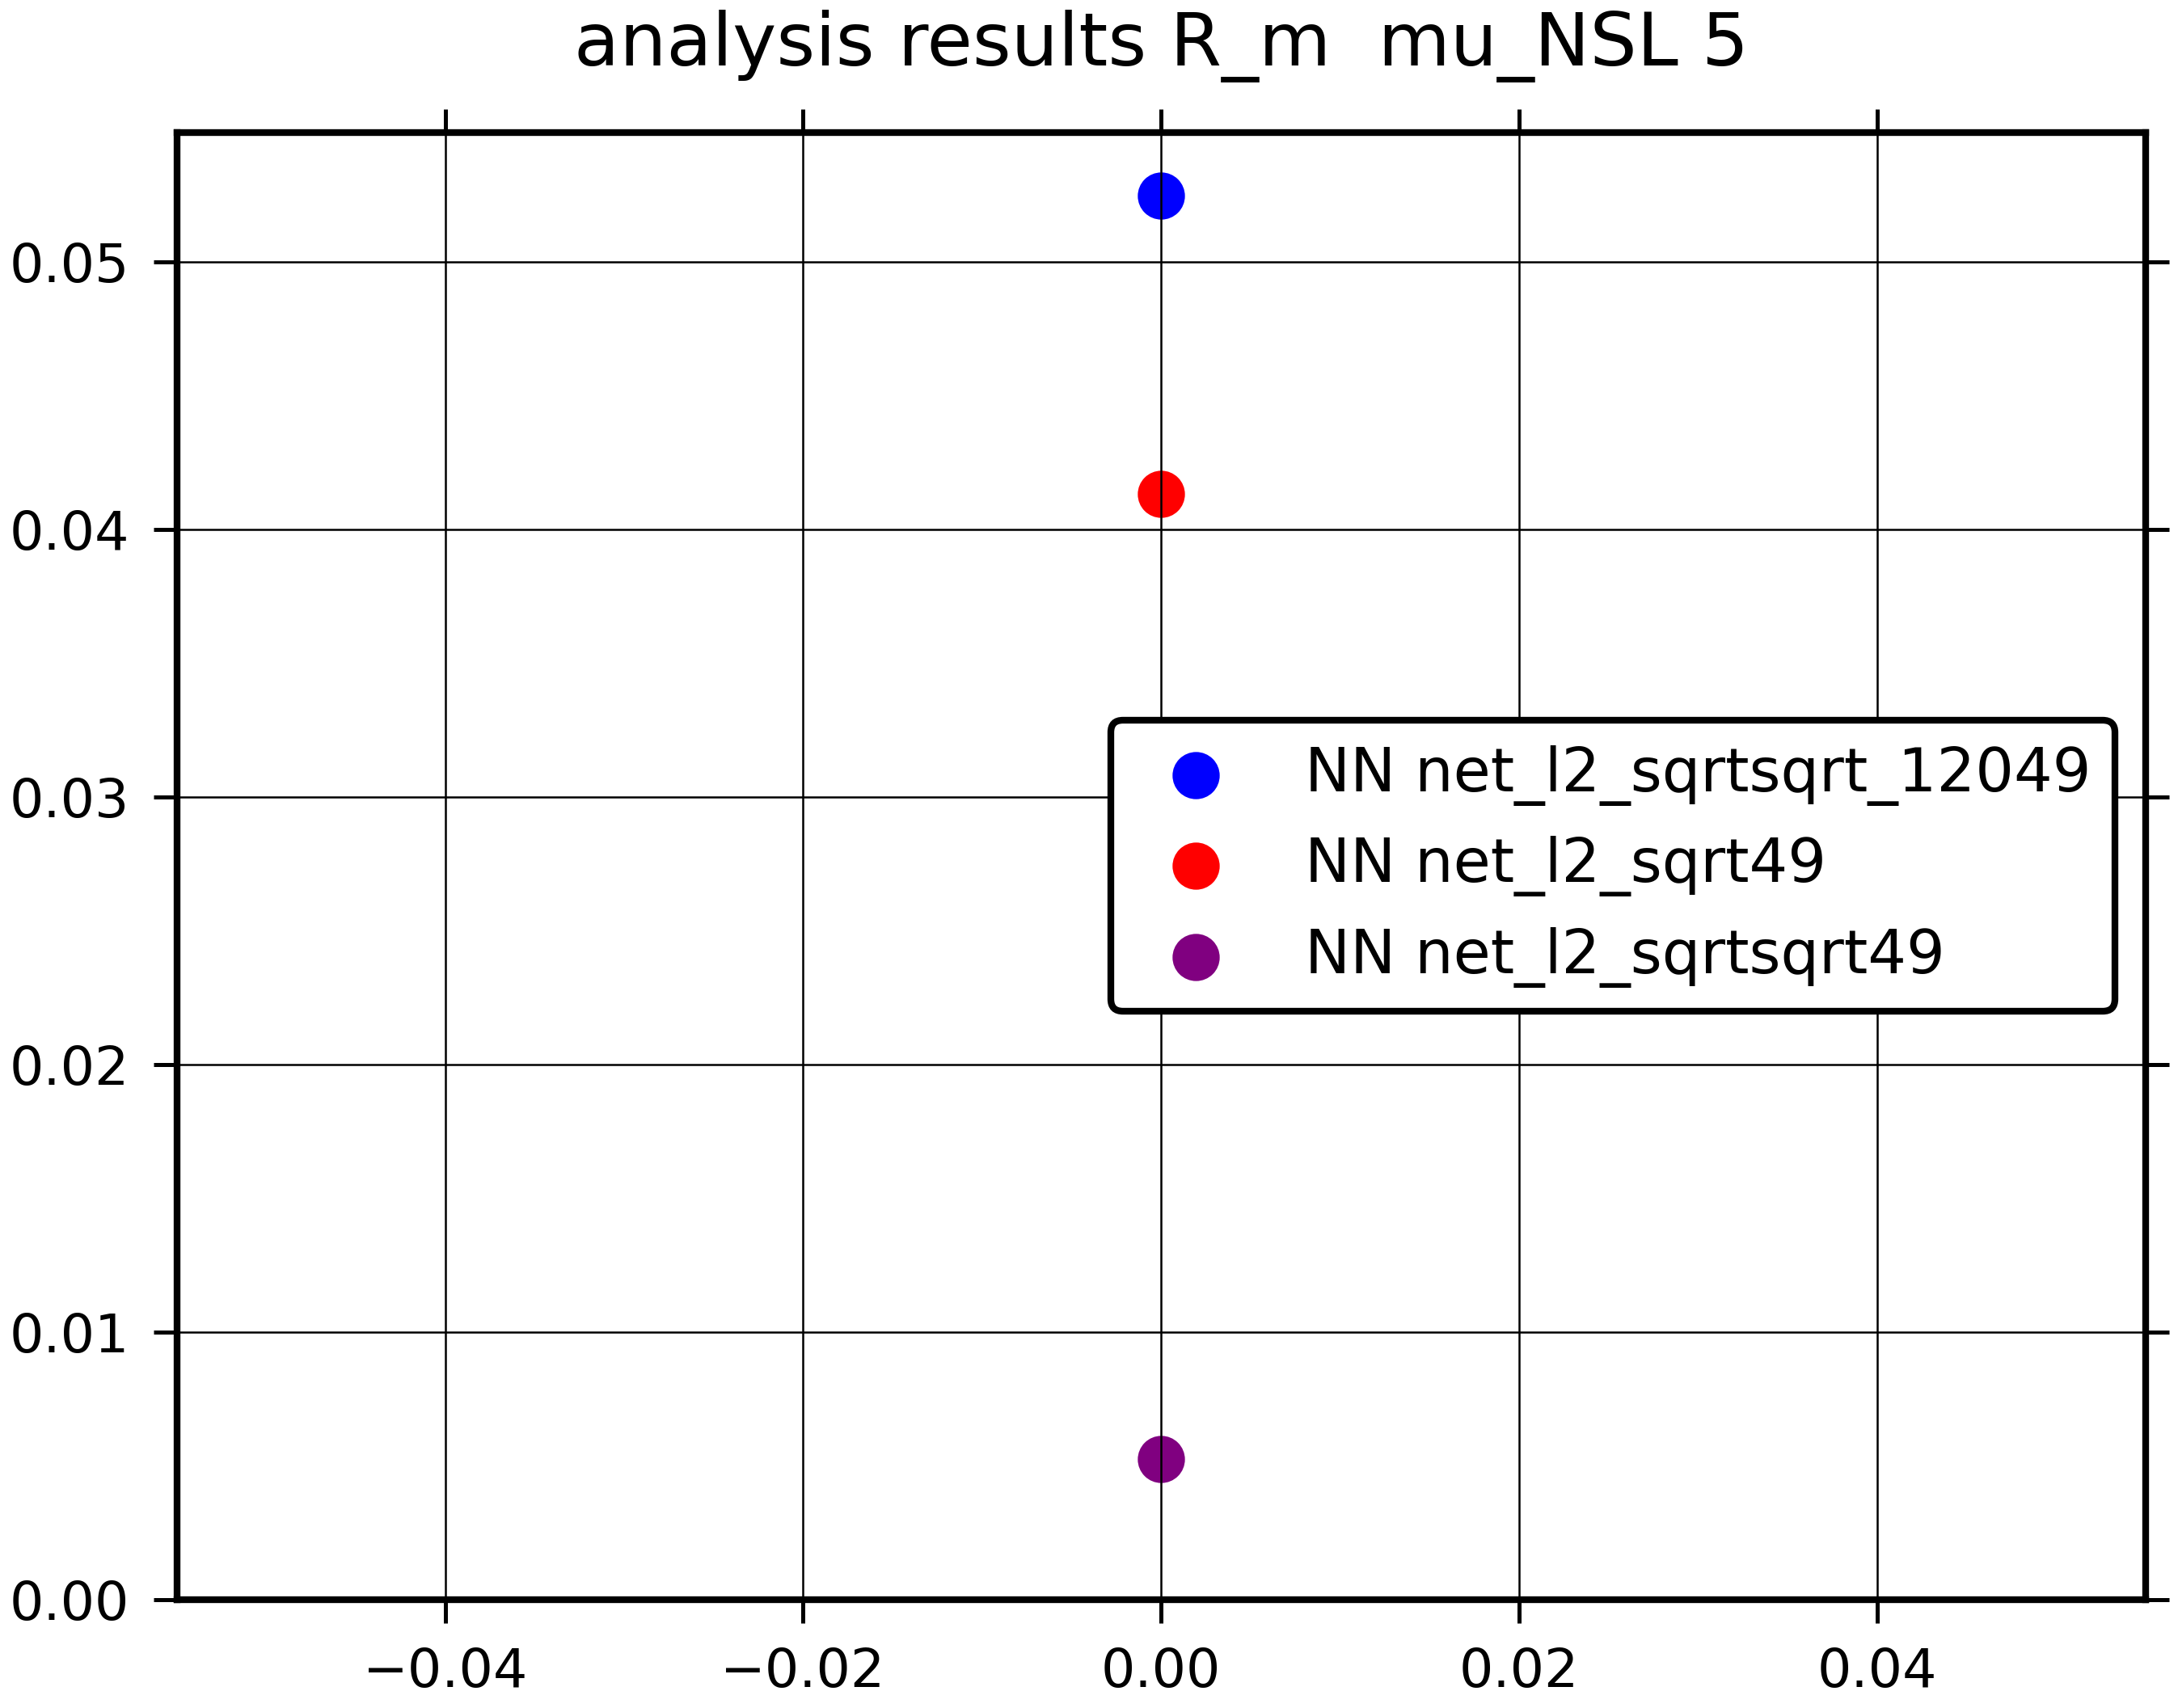 analysis results R_m  mu_NSL 5
0.05
0.04
0.03
0.02
0.01
0.00
NN net_l2_sqrtsqrt_12049
NN net_l2_sqrt49
NN net_l2_sqrtsqrt49
−0.04 −0.02 0.00 0.02 0.04